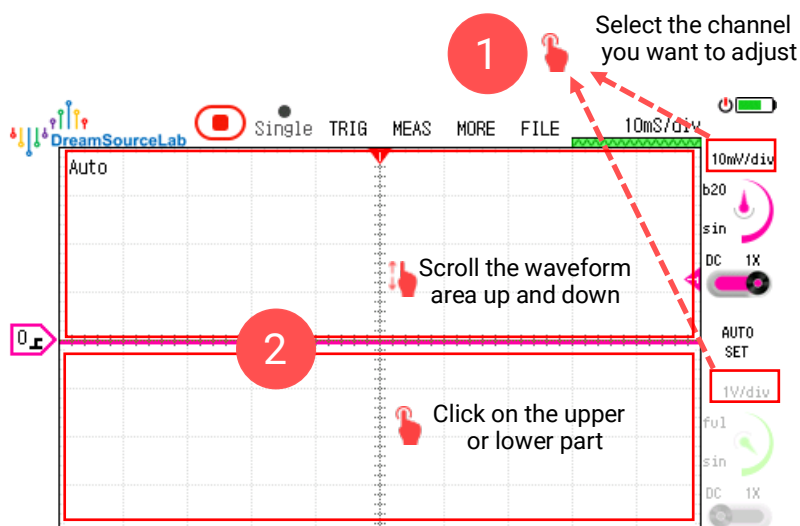 1
Select the channel
you want to adjust
DreamSourceLab
Single
TRIG
MEAS
MORE
FILE
10mS/div
10mV/div
Auto
b20
sin
DC 1X
Scroll the waveform
area up and down
0
2
AUTO
SET
1V/div
Click on the upper
or lower part
ful
sin
DC 1X